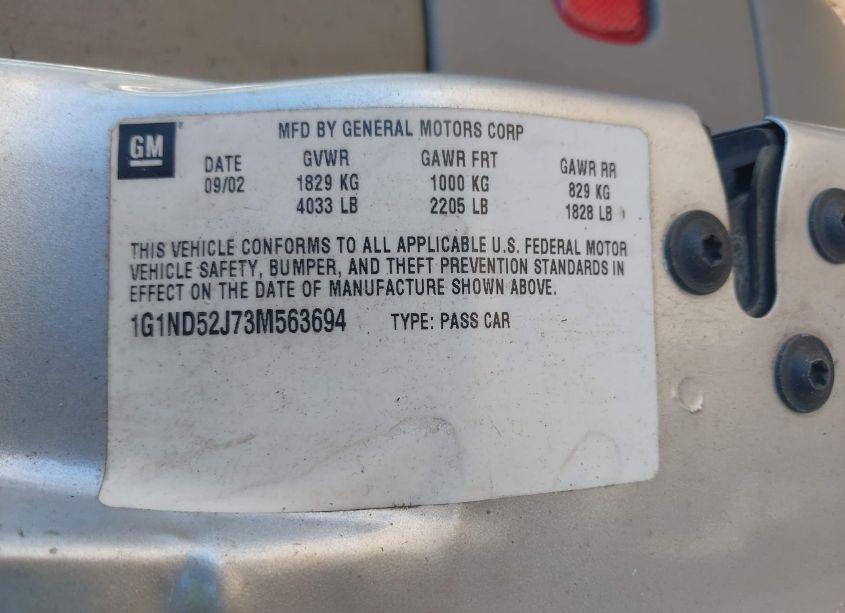 MFD BY GENERAL MOTORS CORP
GM
DATE GVWR GAWR FRT GAWR RR
09/02 1829 KG 1000 KG 829 KG
4033 LB 2205 LB 1828 LB
THIS VEHICLE CONFORMS TO ALL APPLICABLE U.S. FEDERAL MOTOR
VEHICLE SAFETY, BUMPER, AND THEFT PREVENTION STANDARDS IN
EFFECT ON THE DATE OF MANUFACTURE SHOWN ABOVE.
1G1ND52J73M563694 TYPE: PASS CAR